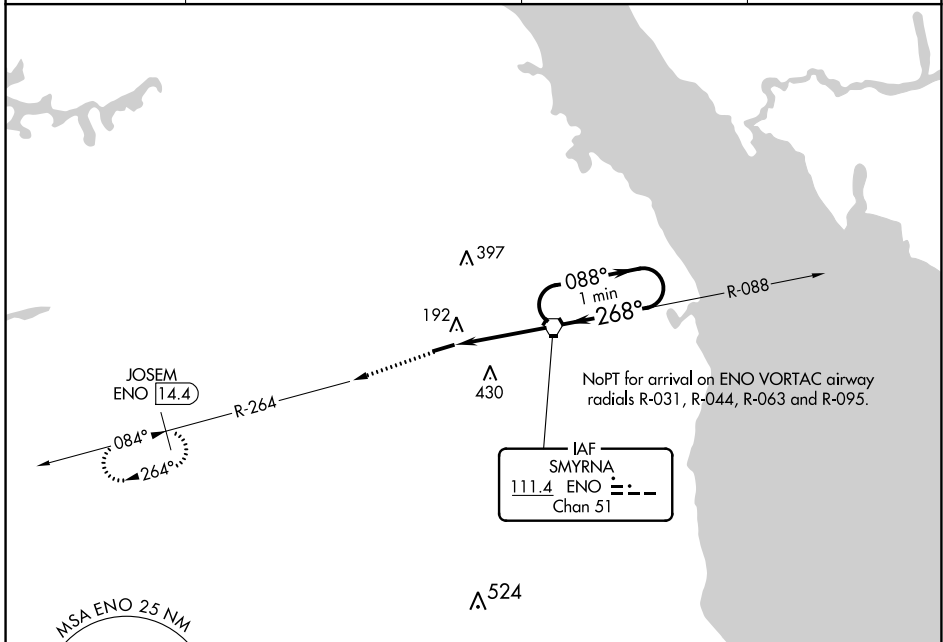 397
088°
1 min
268°
R-088
192
430
NoPT for arrival on ENO VORTAC airway
radials R-031, R-044, R-063 and R-095.
JOSEM
ENO 14.4
R-264
084°
264°
IAF
SMYRNA
111.4 ENO
Chan 51
524
MSA ENO 25 NM